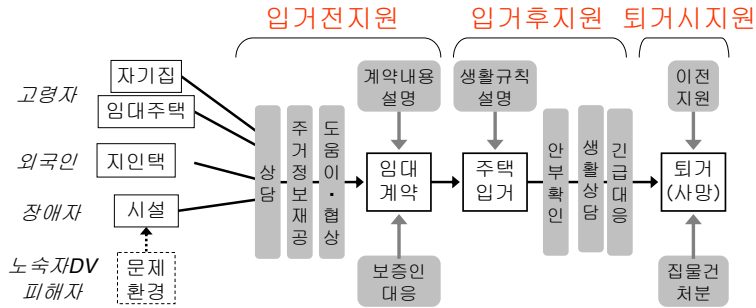 입거전지원
입거후지원
퇴거시지원
고령자
자기집
임대주택
외국인
지인택
장애자
시설
노숙자DV
피해자
문제
환경
상담
주거정보재공
도움이・협상
계약내용
설명
임대
계약
보증인
대응
생활규칙
설명
주택
입거
안부확인
생활상담
긴급대응
이전
지원
퇴거
(사망)
집물건
처분